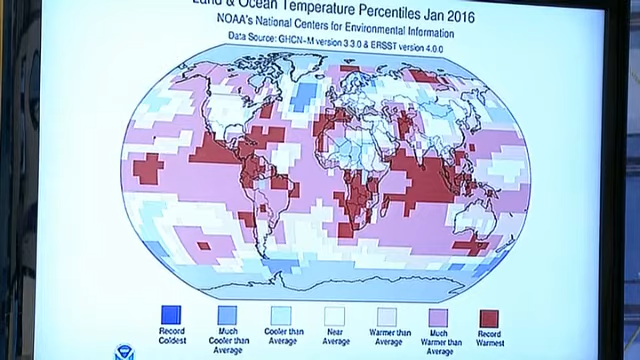 Land & Ocean Temperature Percentiles Jan 2016
NOAA's National Centers for Environmental Information
Data Source: GHCN-M version 3.3.0 & ERSST version 4.0.0
Record
Coldest
Much
Cooler than
Average
Cooler than
Average
Near
Average
Warmer than
Average
Much
Warmer than
Average
Record
Warmest